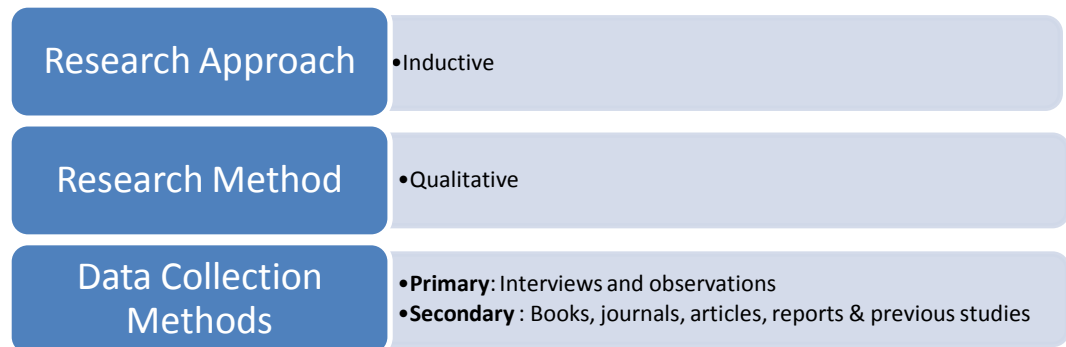 Research Approach
•Inductive
Research Method
•Qualitative
Data Collection
Methods
•Primary: Interviews and observations
•Secondary : Books, journals, articles, reports & previous studies